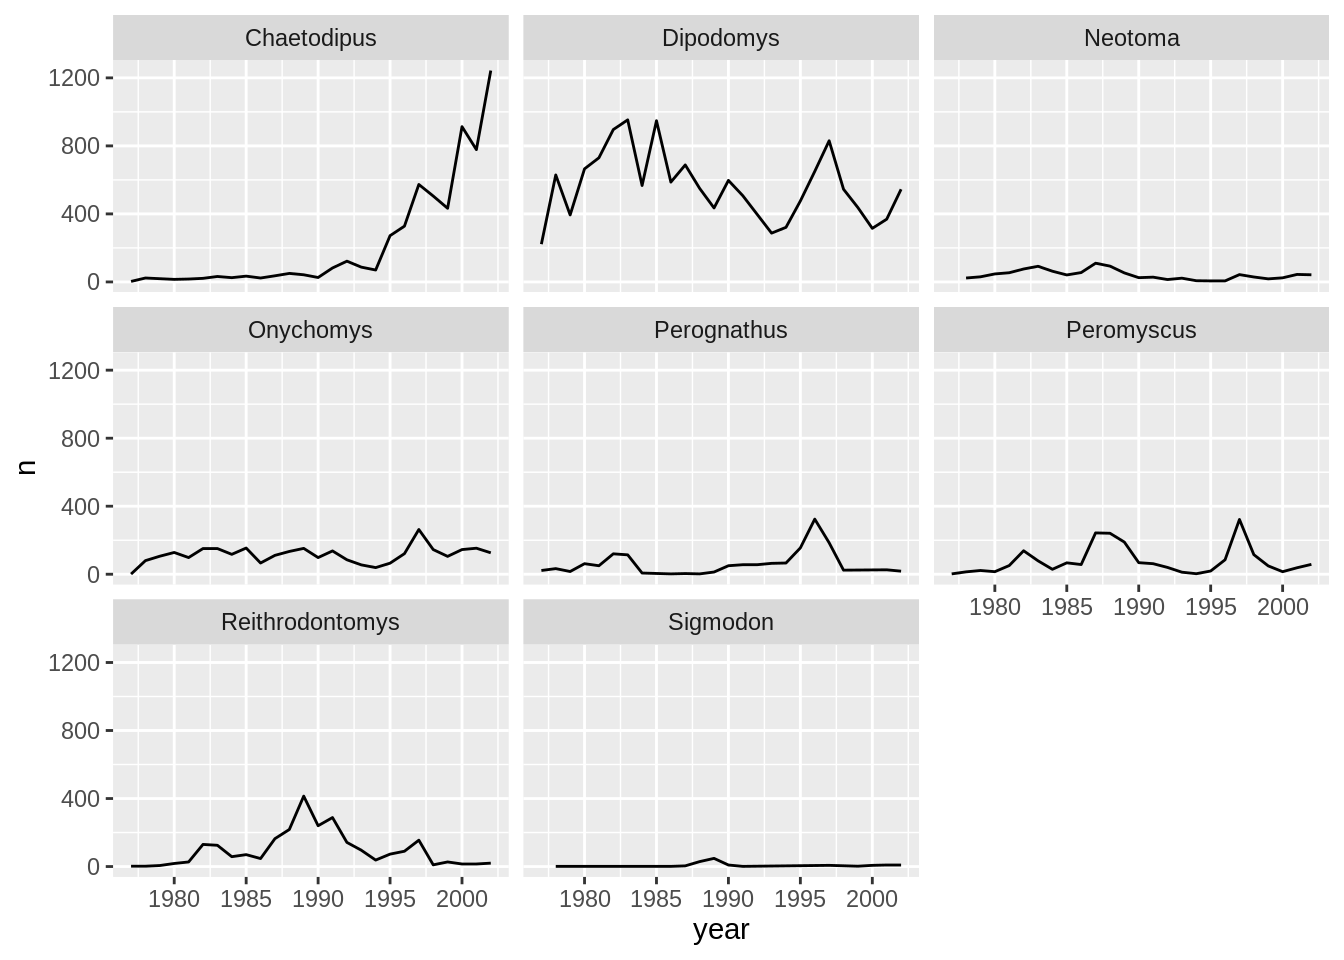 Chaetodipus Dipodomys Neotoma
1200
800
400
0
Onychomys Perognathus Peromyscus
1200
800
400
0
n
1980 1985 1990 1995 2000
Reithrodontomys Sigmodon
1200
800
400
0
1980 1985 1990 1995 2000 1980 1985 1990 1995 2000
year